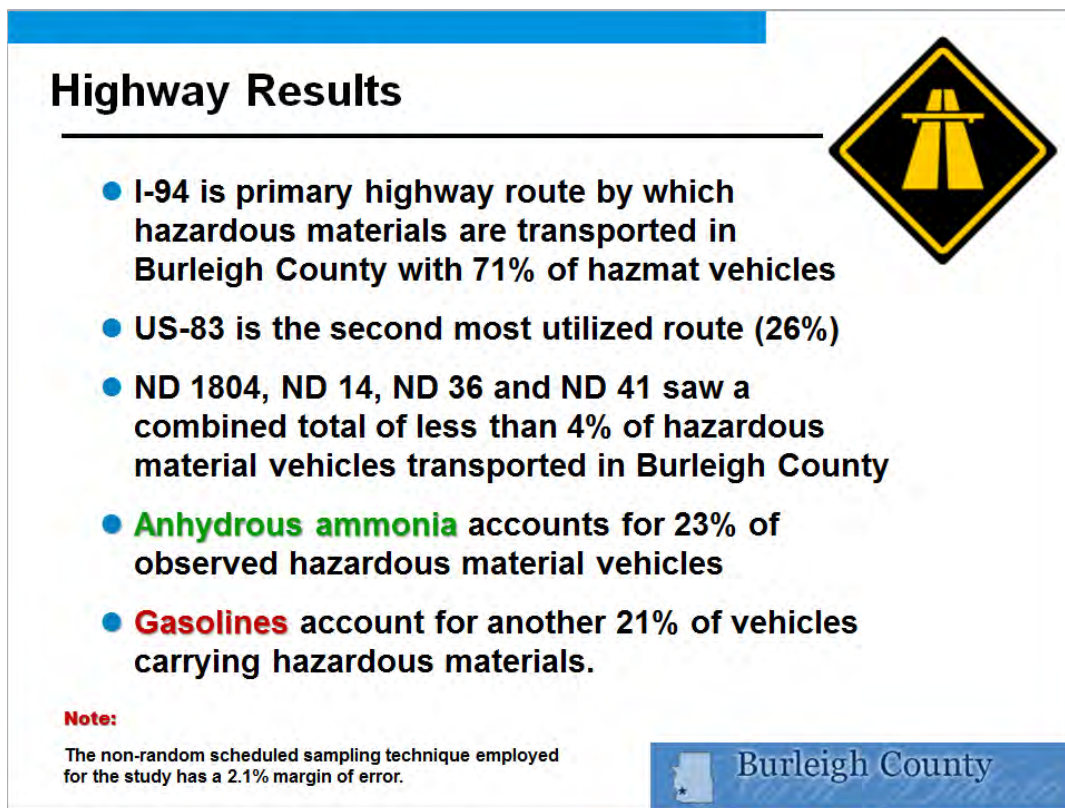 Highway Results
I-94 is primary highway route by which
hazardous materials are transported in
Burleigh County with 71% of hazmat vehicles
US-83 is the second most utilized route (26%)
ND 1804, ND 14, ND 36 and ND 41 saw a
combined total of less than 4% of hazardous
material vehicles transported in Burleigh County
Anhydrous ammonia accounts for 23% of
observed hazardous material vehicles
Gasolines account for another 21% of vehicles
carrying hazardous materials.
Note:
The non-random scheduled sampling technique employed
for the study has a 2.1% margin of error.
Burleigh County